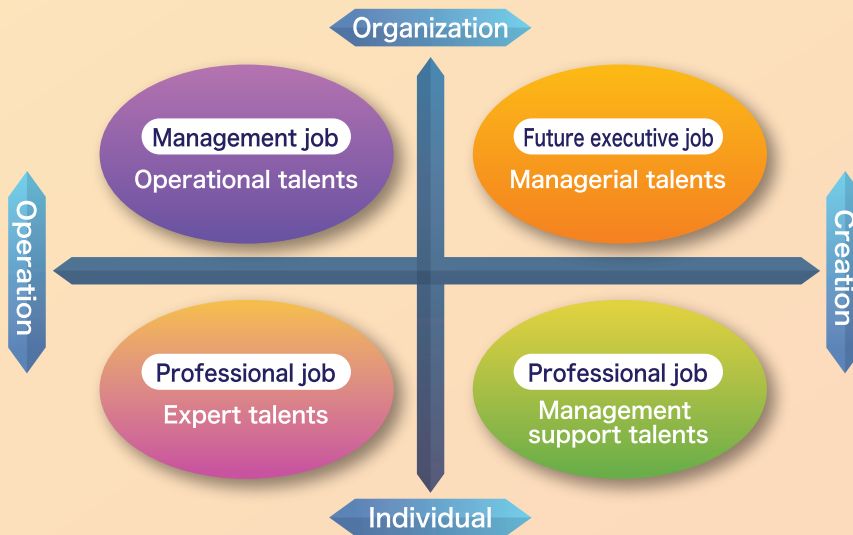 Organization
Management job
Operational talents
Future executive job
Managerial talents
Operation
Creation
Professional job
Expert talents
Professional job
Management
support talents
Individual